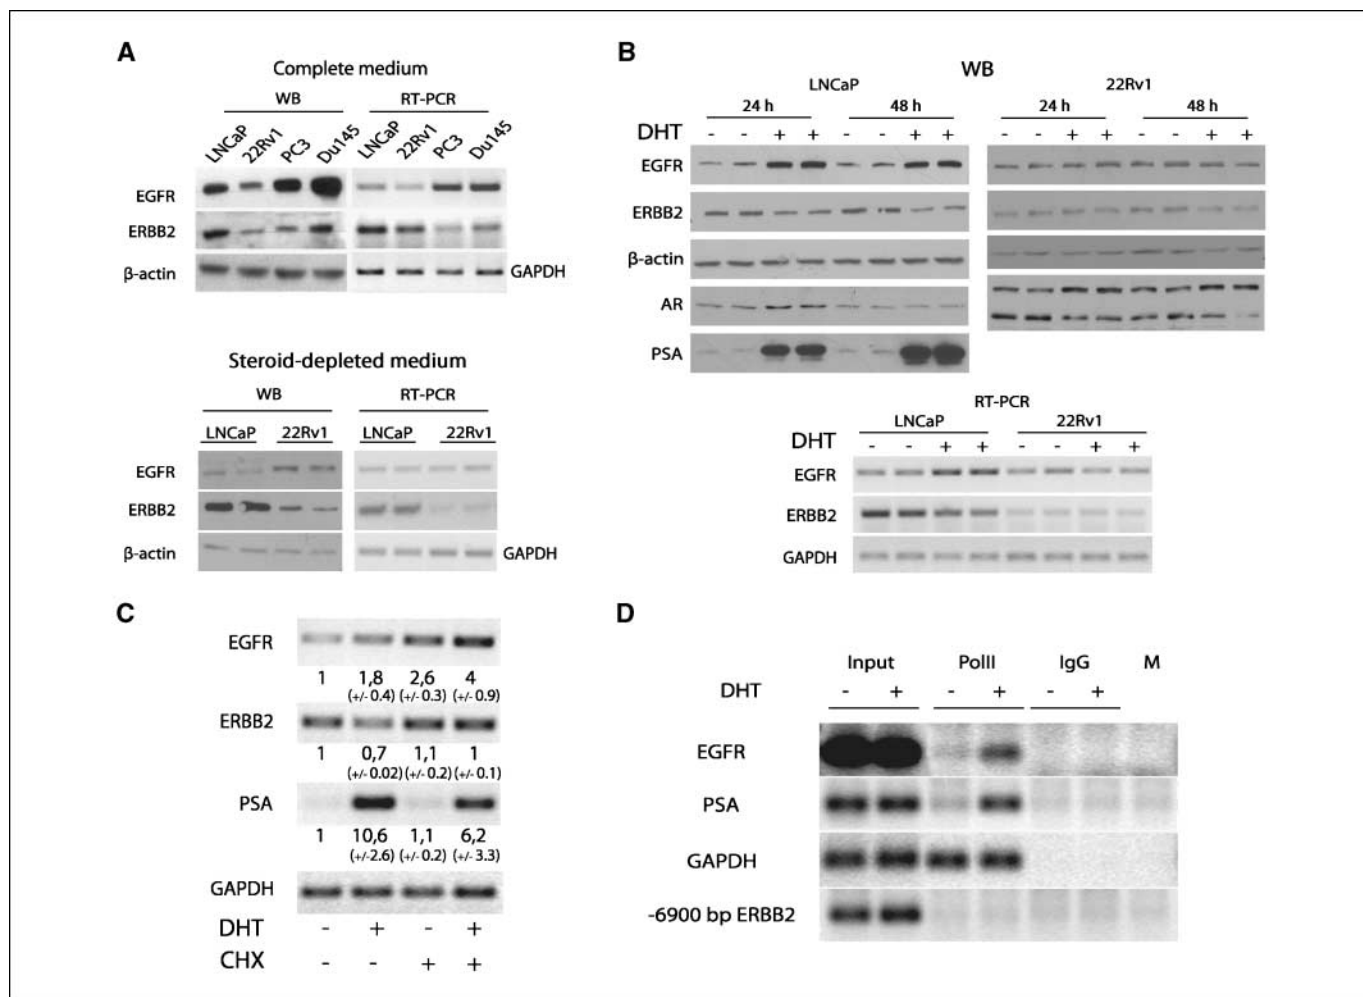 A
Complete medium
WB RT-PCR
LNCaP 22Rv1 PC3 Du145 LNCaP 22Rv1 PC3 Du145
EGFR
ERBB2
β-actin GAPDH
Steroid-depleted medium
WB RT-PCR
LNCaP 22Rv1 LNCaP 22Rv1
EGFR
ERBB2
β-actin GAPDH
B
WB
LNCaP 22Rv1
24 h 48 h 24 h 48 h
DHT - - + + - - + + - - + + - - + +
EGFR
ERBB2
β-actin
AR
PSA
RT-PCR
LNCaP 22Rv1
DHT - - + + - - + +
EGFR
ERBB2
GAPDH
C
EGFR
1 1,8 2,6 4
(+/- 0.4) (+/- 0.3) (+/- 0.9)
ERBB2
1 0,7 1,1 1
(+/- 0.02) (+/- 0.2) (+/- 0.1)
PSA
1 10,6 1,1 6,2
(+/-2.6) (+/- 0.2) (+/- 3.3)
GAPDH
DHT - + - +
CHX - - + +
D
Input PolII IgG M
DHT - + - + - +
EGFR
PSA
GAPDH
-6900 bp ERBB2